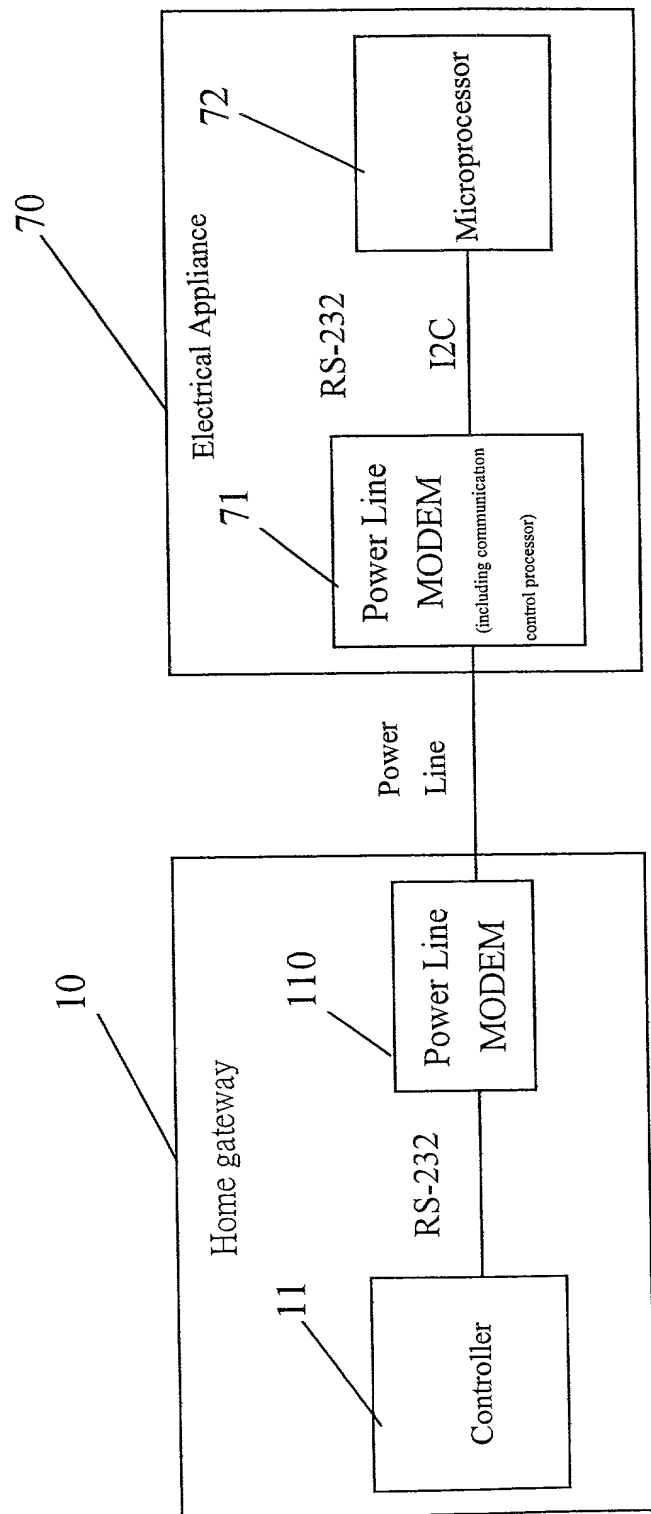 10
Home gateway
11
Controller
RS-232
110
Power Line
MODEM
Power
Line
70
Electrical Appliance
71
Power Line
MODEM
(including communication
control processor)
RS-232
I2C
72
Microprocessor